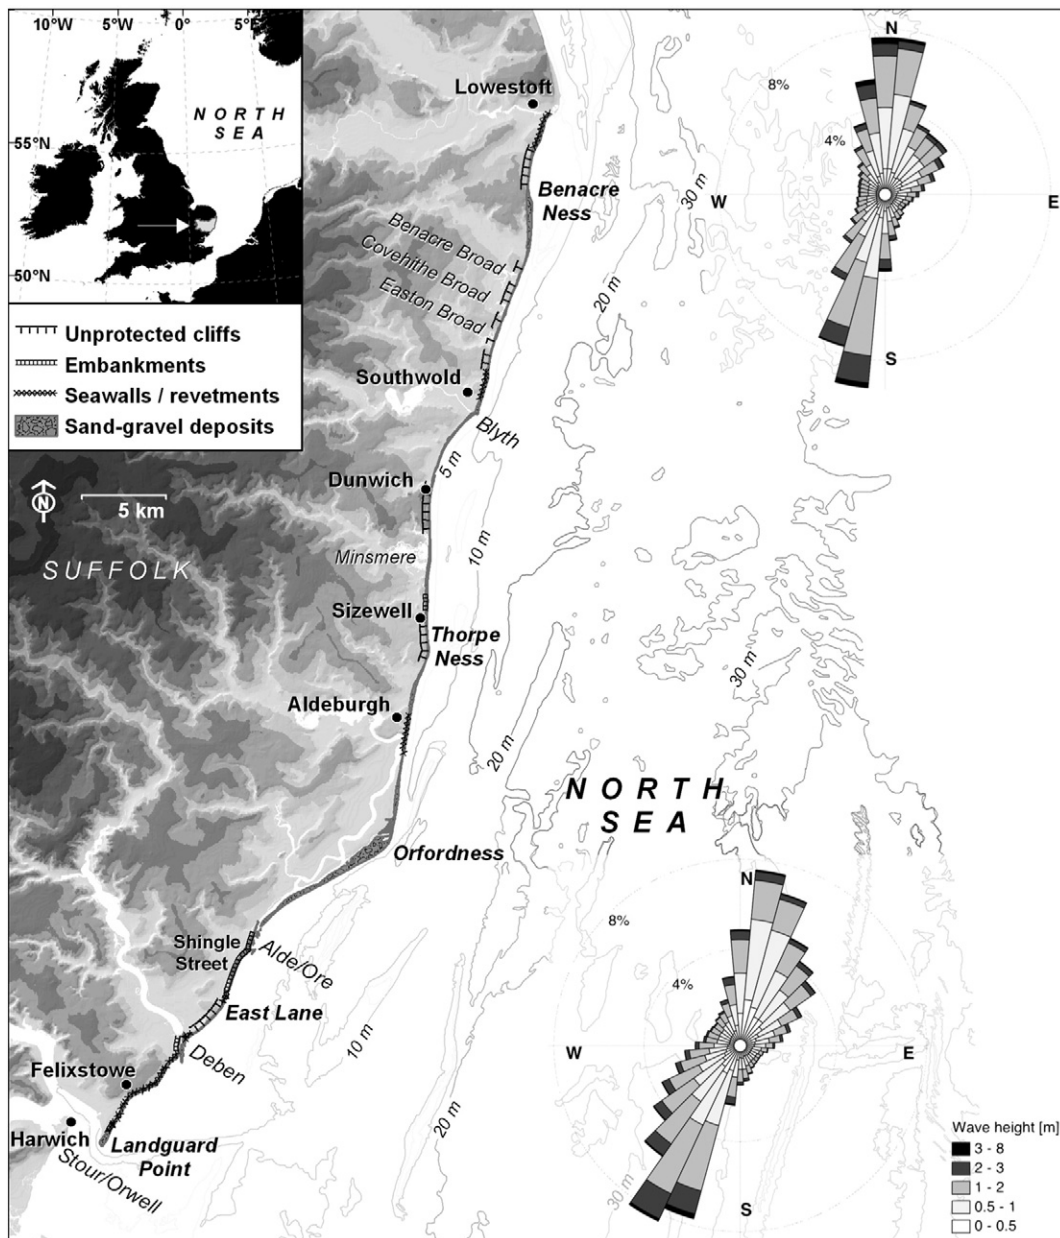 10°W
5°W
0°
5°E
NORTH
SEA
55°N
50°N
Unprotected cliffs
Embankments
Seawalls / revetments
Sand-gravel deposits
N
5 km
SUFFOLK
Lowestoft
Benacre
Ness
Benacre Broad
Covehithe Broad
Easton Broad
Southwold
Blyth
5 m
Dunwich
10 m
Minsmere
Sizewell
Thorpe
Ness
Aldeburgh
20 m
30 m
20 m
30 m
NORTH
SEA
Orfordness
Shingle
Street
Alde/Ore
East Lane
10 m
Deben
Felixstowe
20 m
Harwich
Landguard
Point
Stour/Orwell
30 m
N
8%
4%
W
E
S
N
8%
4%
W
E
S
Wave height [m]
3 - 8
2 - 3
1 - 2
0.5 - 1
0 - 0.5